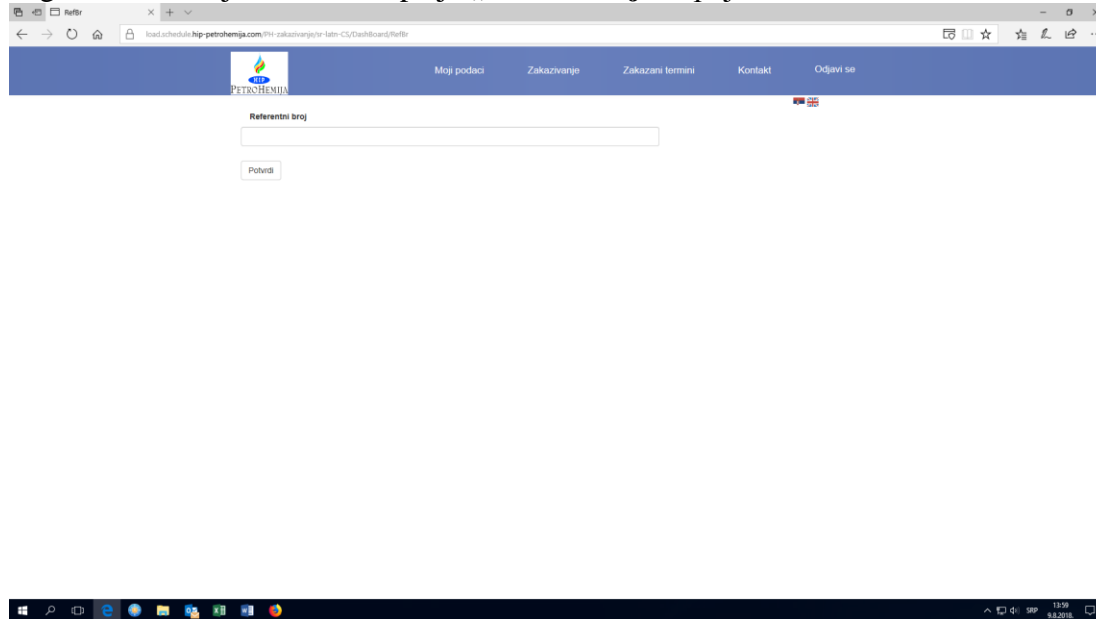 RefBr
load.schedule.hip-petrohemija.com/PH-zakazivanje/sr-latn-CS/DashBoard/RefBr
HIP
PETROHEMIJA
Moji podaci Zakazivanje Zakazani termini Kontakt Odjavi se
Referentni broj
Potvrdi
SRP
13:59
9.8.2018.